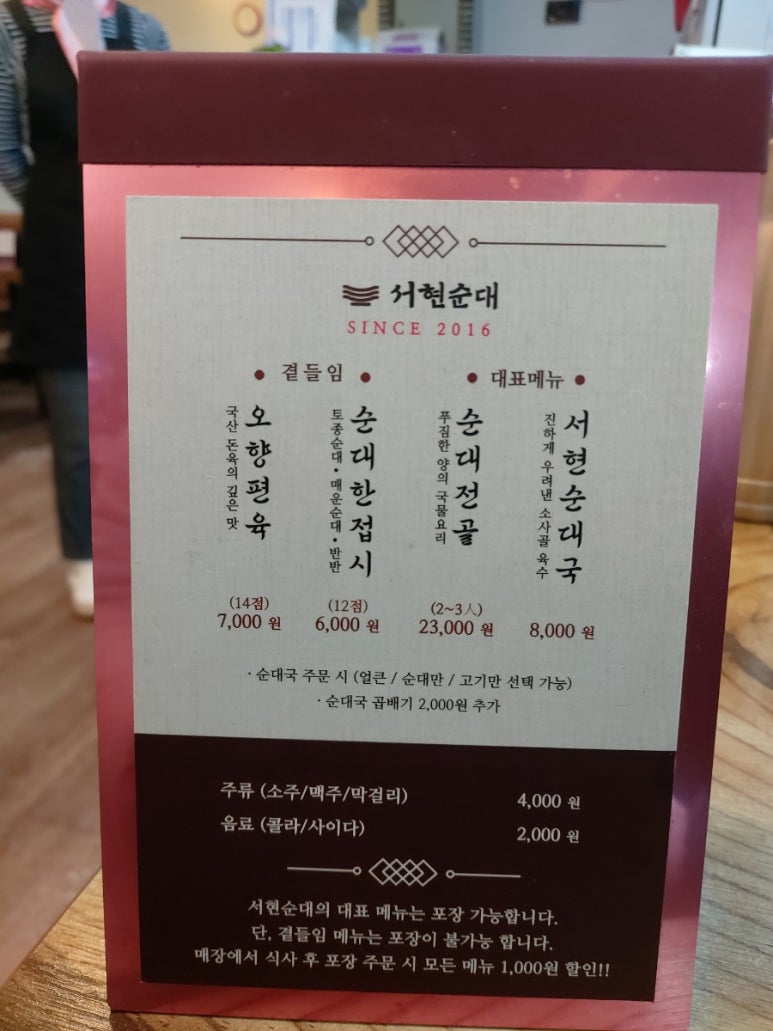 서현순대
SINCE 2016
곁들임
대표메뉴
오향편육
국산 돈육의 깊은 맛
(14점)
7,000 원
순대한접시
토종순대 • 매운순대 • 반반
(12점)
6,000 원
순대전골
푸짐한 양의 국물요리
(2~3人)
23,000 원
서현순대국
진하게 우려낸 소사골 육수
8,000 원
· 순대국 주문 시 (얼큰 / 순대만 / 고기만 선택 가능)
· 순대국 곱배기 2,000원 추가
주류 (소주/맥주/막걸리) 4,000 원
음료 (콜라/사이다) 2,000 원
서현순대의 대표 메뉴는 포장 가능합니다.
단, 곁들임 메뉴는 포장이 불가능 합니다.
매장에서 식사 후 포장 주문 시 모든 메뉴 1,000원 할인!!